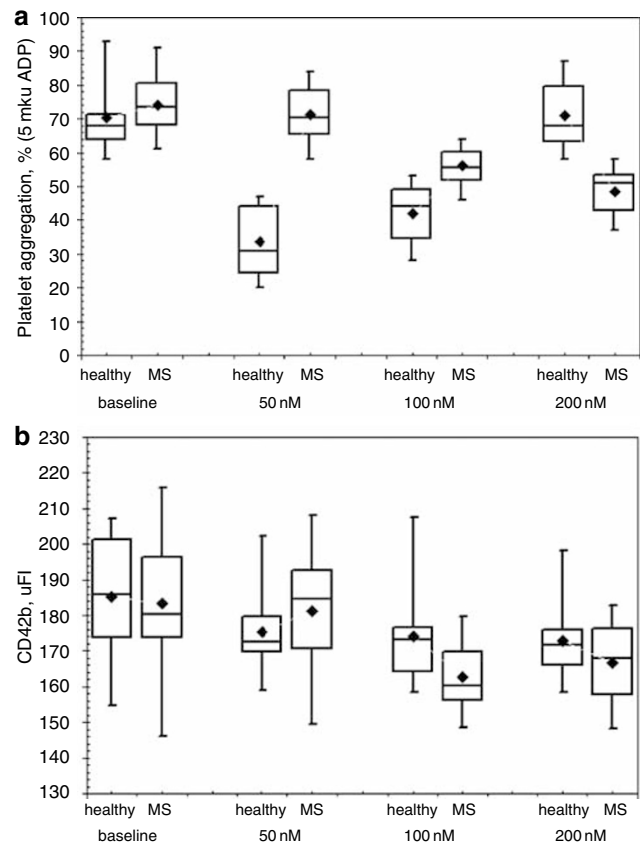 a
Platelet aggregation, % (5 mku ADP)
100
90
80
70
60
50
40
30
20
10
0
healthy MS healthy MS healthy MS healthy MS
baseline 50 nM 100 nM 200 nM
b
CD42b, uFI
230
220
210
200
190
180
170
160
150
140
130
healthy MS healthy MS healthy MS healthy MS
baseline 50 nM 100 nM 200 nM